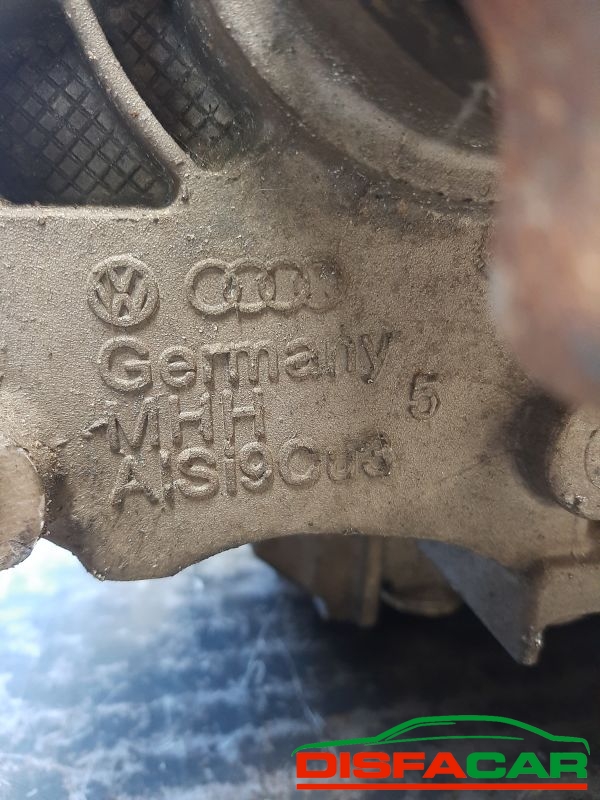 Germany
MHH 5
AlSi9Cu3
DISFACAR